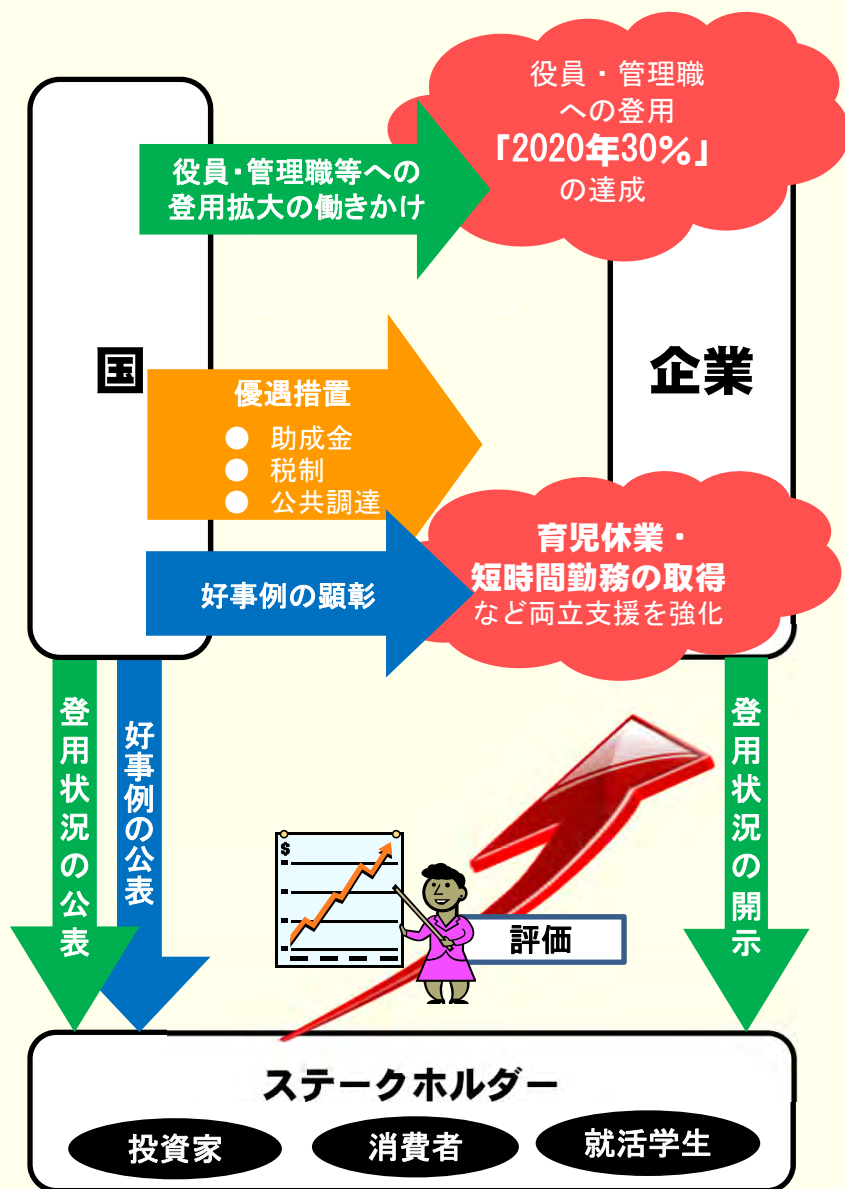 役員・管理職
への登用
「2020年30％」
の達成
役員・管理職等への
登用拡大の働きかけ
国
企業
優遇措置
● 助成金
● 税制
● 公共調達
育児休業・
短時間勤務の取得
など両立支援を強化
好事例の顕彰
登用状況の公表
好事例の公表
登用状況の開示
$
評価
ステークホルダー
投資家
消費者
就活学生